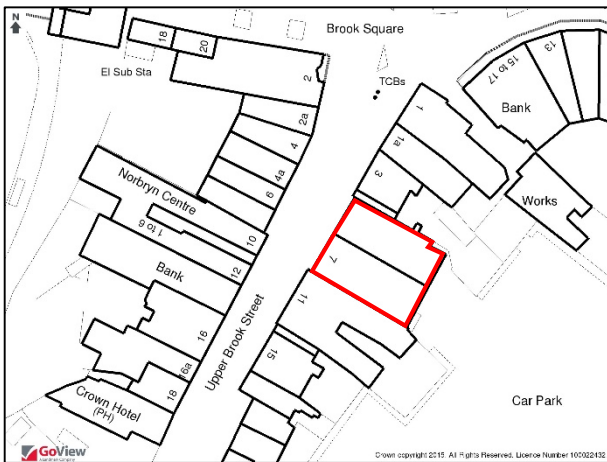 N
Brook Square
18
20
El Sub Sta
2
TCBs
15 to 17
13
Bank
1
2a
1a
4
4a
3
Works
6
Norbryn Centre
1 to 6
10
7
Bank
12
11
Upper Brook Street
16
15
16a
18
Crown Hotel
(PH)
Car Park
GoView
Crown copyright 2015. All Rights Reserved. Licence Number 100022432